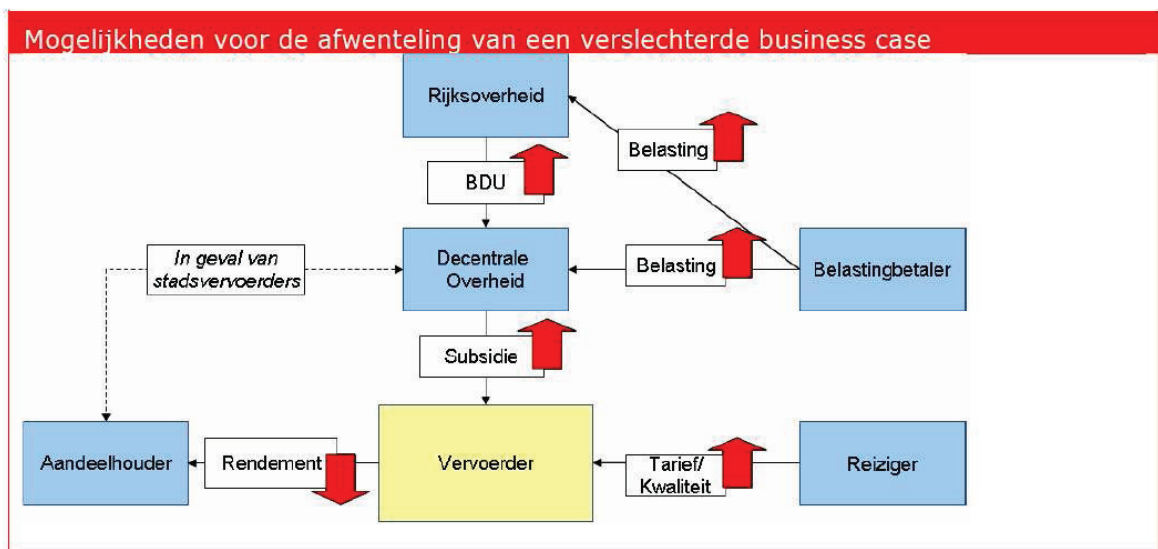 Mogelijkheden voor de afwenteling van een verslechterde business case
Rijksoverheid
Belasting
BDU
In geval van
stadsvervoerders
Decentrale
Overheid
Belasting
Belastingbetaler
Subsidie
Aandeelhouder
Rendement
Vervoerder
Tarief/
Kwaliteit
Reiziger